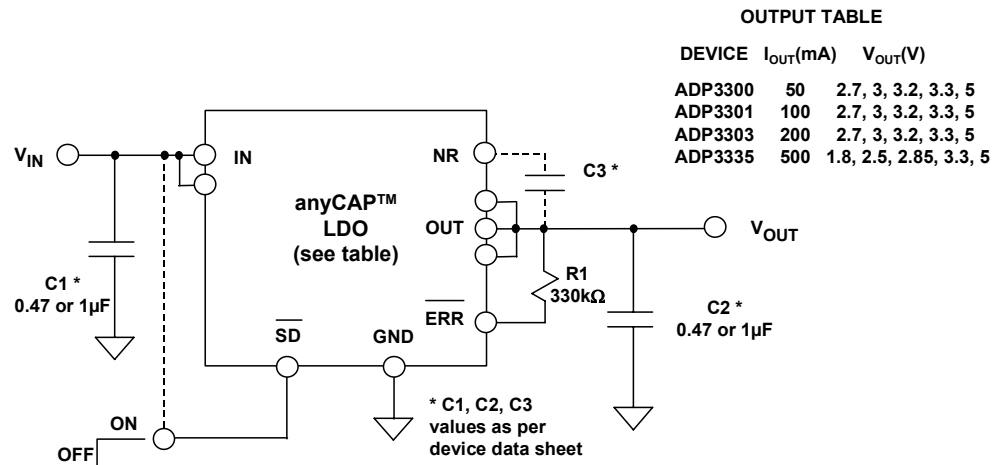 OUTPUT TABLE
DEVICE I_OUT(mA) V_OUT(V)
ADP3300 50 2.7, 3, 3.2, 3.3, 5
ADP3301 100 2.7, 3, 3.2, 3.3, 5
ADP3303 200 2.7, 3, 3.2, 3.3, 5
ADP3335 500 1.8, 2.5, 2.85, 3.3, 5
V_IN
IN
NR
C3 *
anyCAP™
LDO
(see table)
OUT
V_OUT
C1 *
0.47 or 1µF
R1
330kΩ
C2 *
0.47 or 1µF
ERR
SD
GND
* C1, C2, C3
values as per
device data sheet
ON
OFF